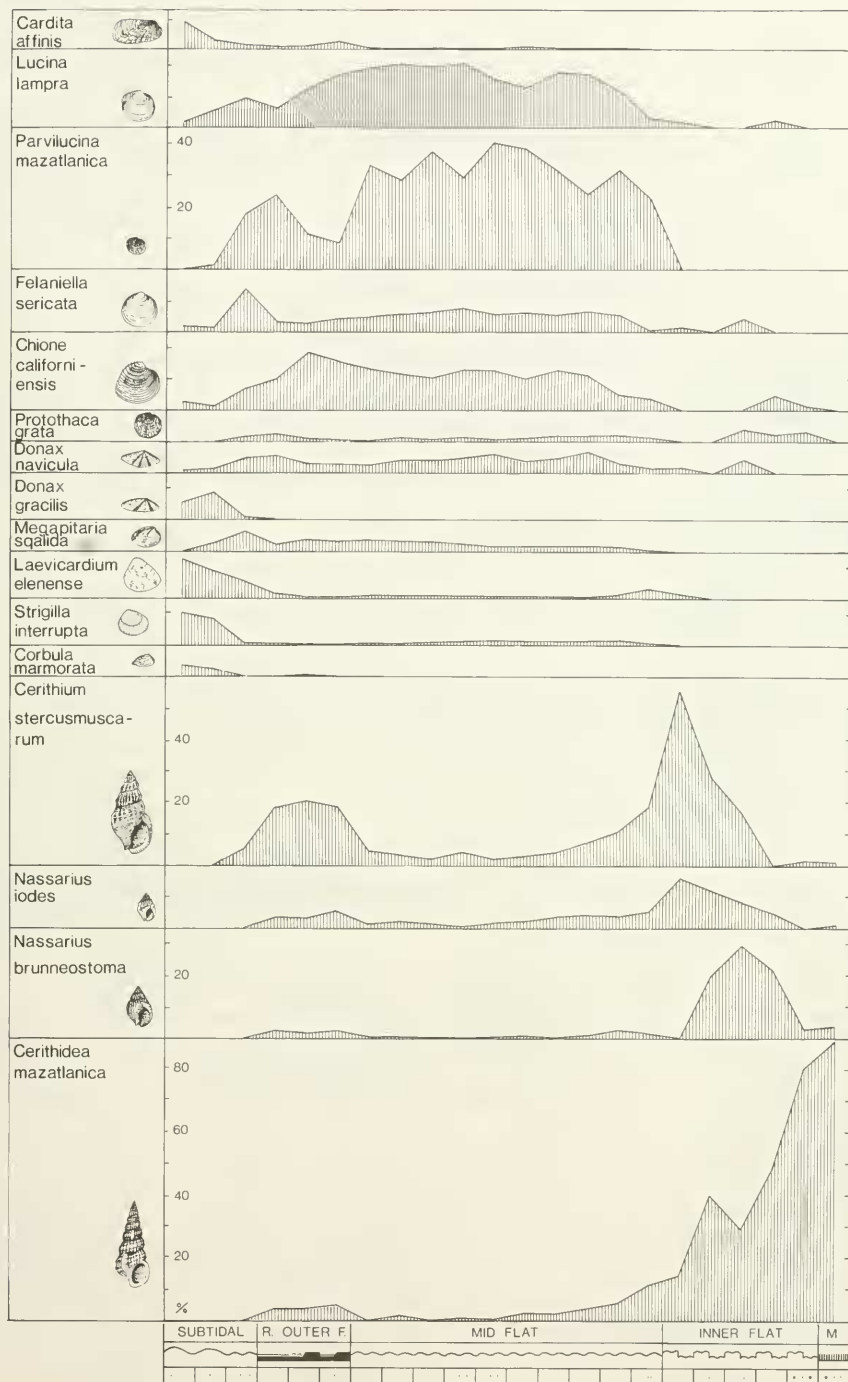 Cardita
affinis
Lucina
lampra
Parvilucina
mazatlanica
40
20
Felaniella
sericata
Chione
californi -
ensis
Protothaca
grata
Donax
navicula
Donax
gracilis
Megapitaria
sqalida
Laevicardium
elenense
Strigilla
interrupta
Corbula
marmorata
Cerithium
stercusmusca-
rum
40
20
Nassarius
iodes
Nassarius
brunneostoma
20
Cerithidea
mazatlanica
80
60
40
20
%
SUBTIDAL R. OUTER F. MID FLAT INNER FLAT M